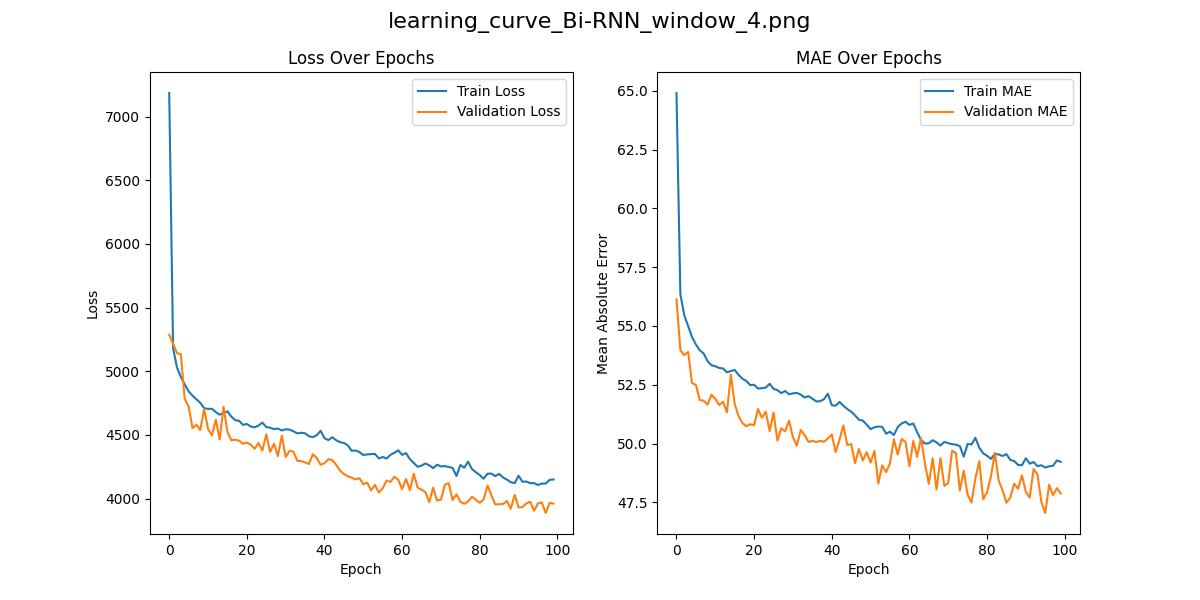 learning_curve_Bi-RNN_window_4.png
Loss Over Epochs
Train Loss
Validation Loss
7000
6500
6000
5500
5000
4500
4000
Loss
0 20 40 60 80 100
Epoch
MAE Over Epochs
Train MAE
Validation MAE
65.0
62.5
60.0
57.5
55.0
52.5
50.0
47.5
Mean Absolute Error
0 20 40 60 80 100
Epoch